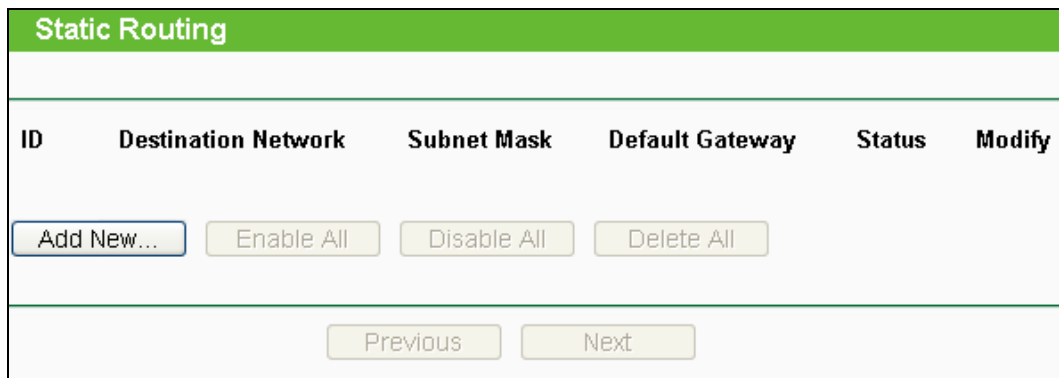 Static Routing
ID Destination Network Subnet Mask Default Gateway Status Modify
Add New... Enable All Disable All Delete All
Previous Next